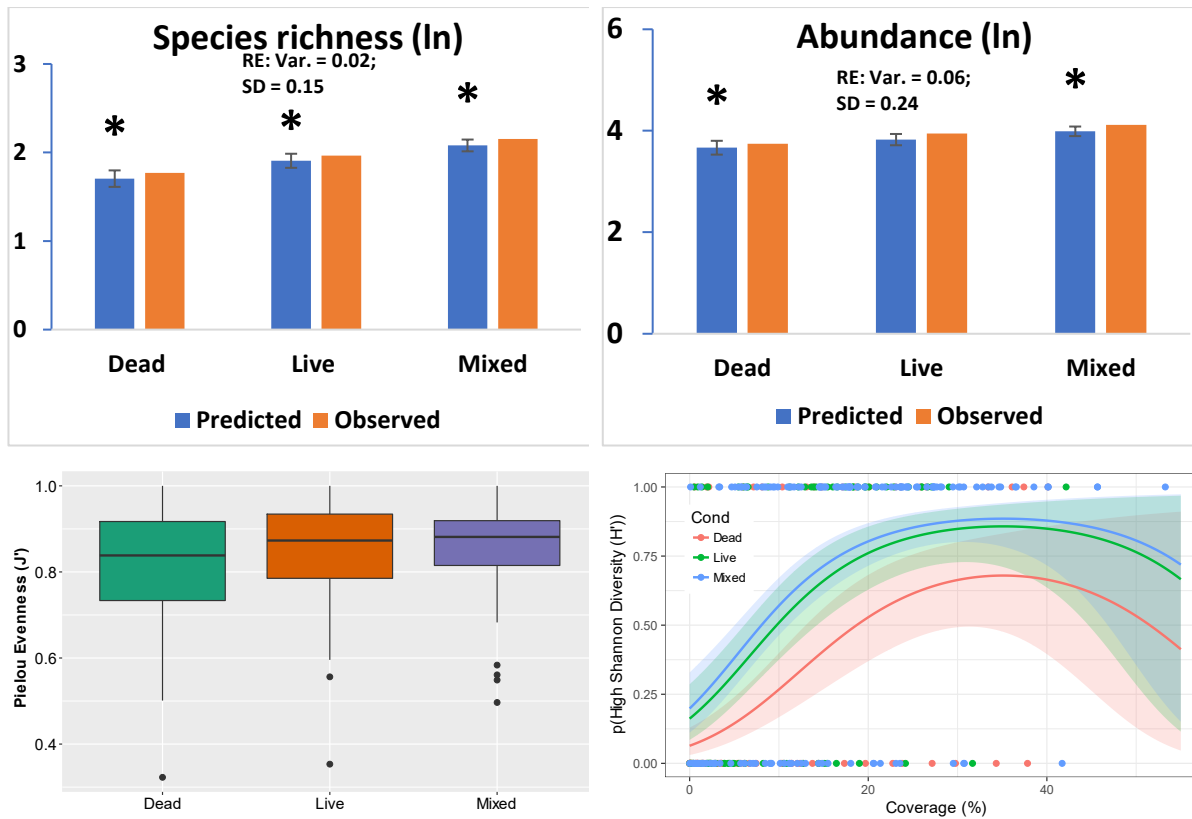 Species richness (ln)
RE: Var. = 0.02;
SD = 0.15
3
2
1
0
*
*
*
Dead
Live
Mixed
Predicted
Observed
Abundance (ln)
RE: Var. = 0.06;
SD = 0.24
6
4
2
0
*
*
Dead
Live
Mixed
Predicted
Observed
Pielou Evenness (J')
1.0
0.8
0.6
0.4
Dead
Live
Mixed
p(High Shannon Diversity (H'))
1.00
0.75
0.50
0.25
0.00
Cond
Dead
Live
Mixed
0
20
40
Coverage (%)